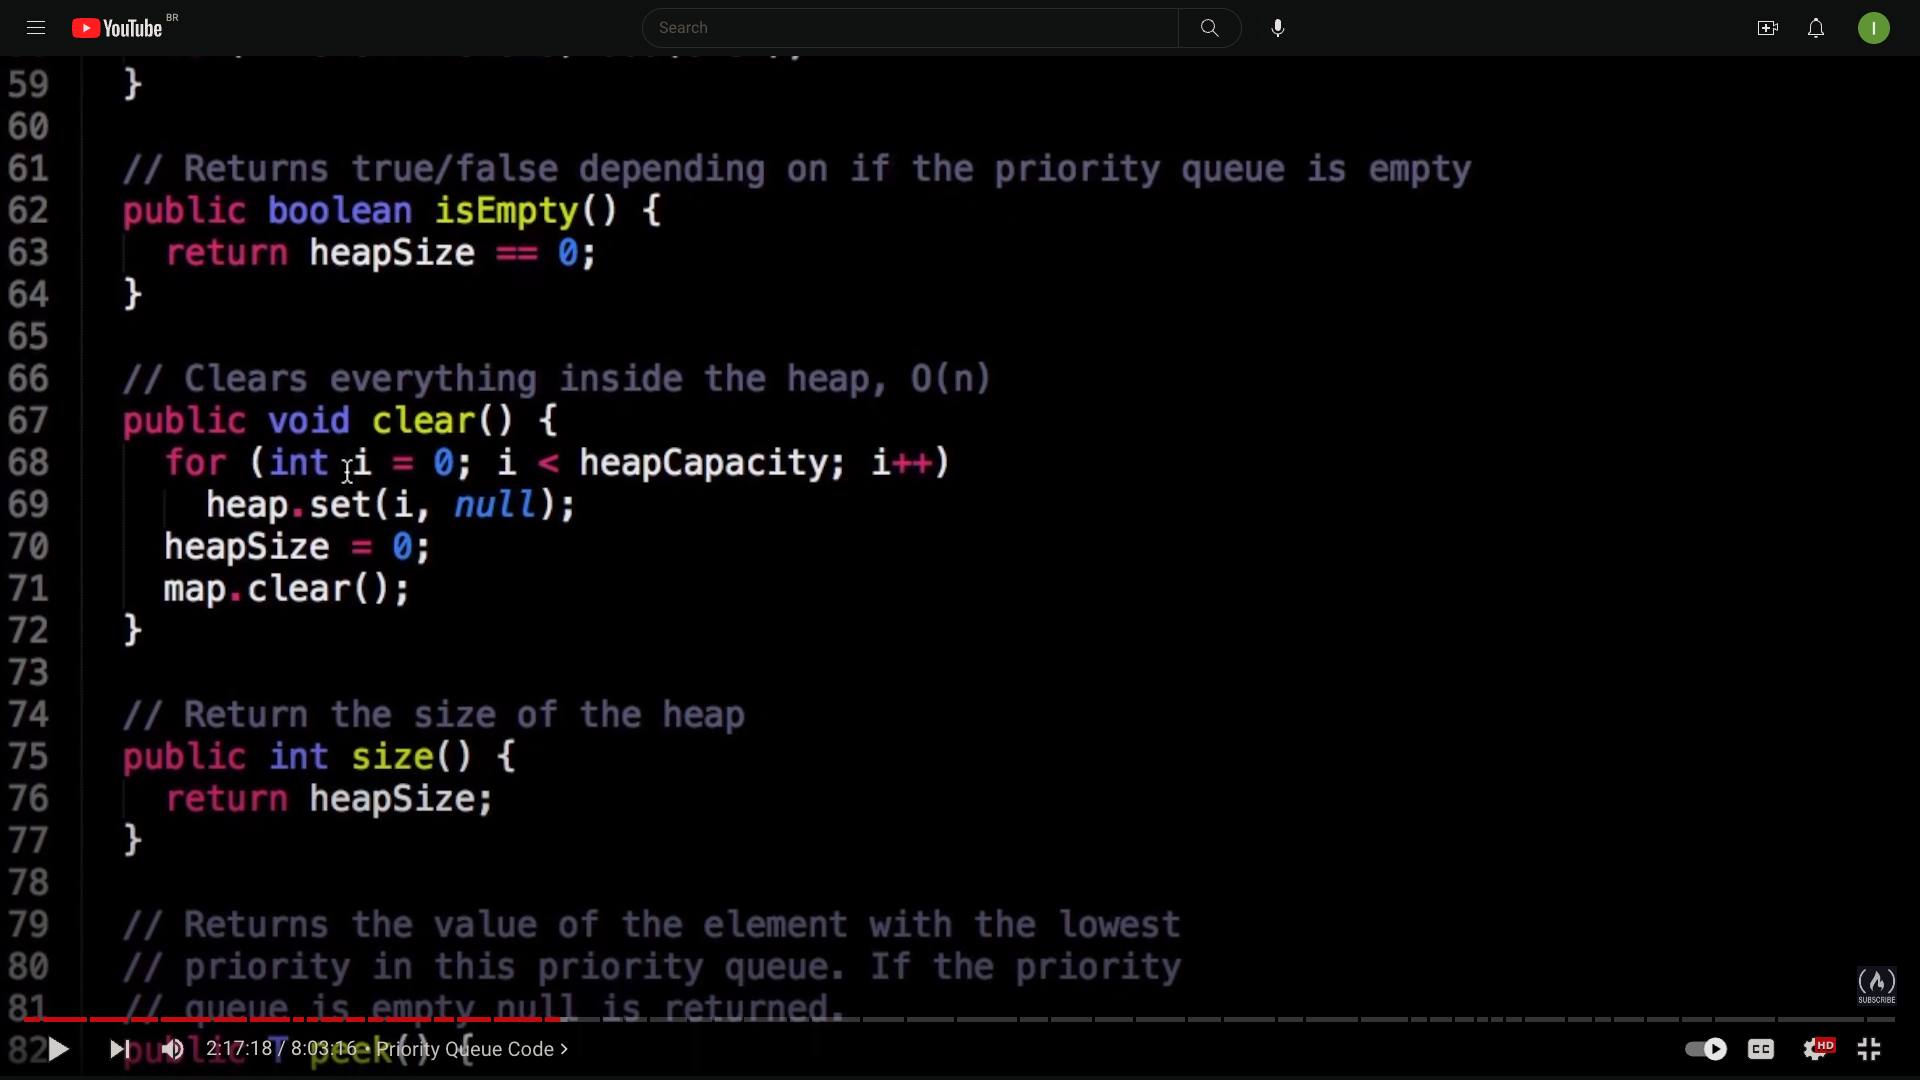 YouTube BR
Search
I
59 }
60
61 // Returns true/false depending on if the priority queue is empty
62 public boolean isEmpty() {
63 return heapSize == 0;
64 }
65
66 // Clears everything inside the heap, O(n)
67 public void clear() {
68 for (int i = 0; i < heapCapacity; i++)
69 heap.set(i, null);
70 heapSize = 0;
71 map.clear();
72 }
73
74 // Return the size of the heap
75 public int size() {
76 return heapSize;
77 }
78
79 // Returns the value of the element with the lowest
80 // priority in this priority queue. If the priority
81 // queue is empty null is returned.
82 public T peek() {
SUBSCRIBE
2:17:18 / 8:03:16 • Priority Queue Code >
CC
HD